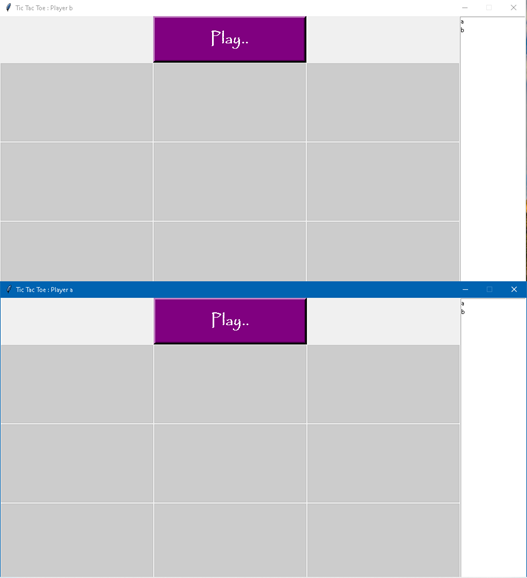 Tic Tac Toe : Player b
Play..
a
b
Tic Tac Toe : Player a
Play..
a
b